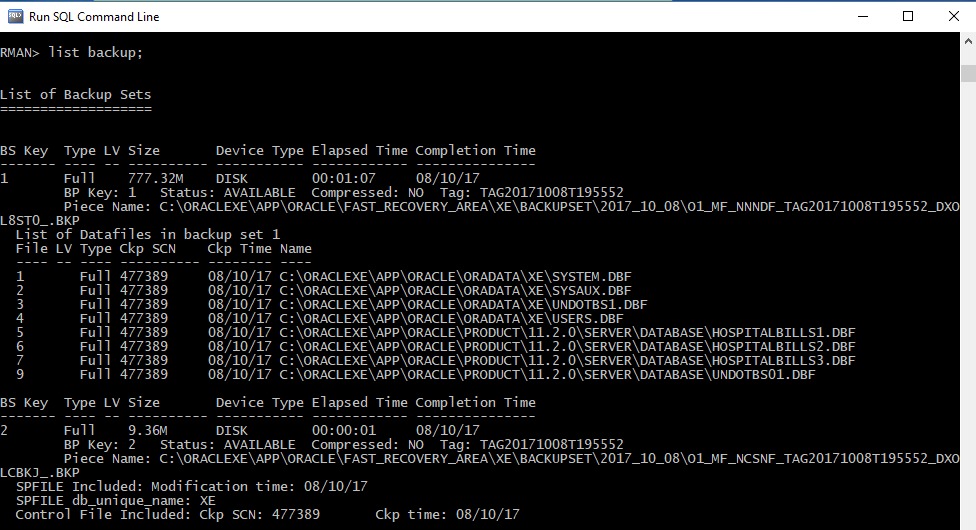 Run SQL Command Line
RMAN> list backup;
List of Backup Sets
===================
BS Key  Type LV Size       Device Type Elapsed Time Completion Time
------- ---- -- ---------- ----------- ------------ ---------------
1       Full    777.32M    DISK        00:01:07     08/10/17
        BP Key: 1   Status: AVAILABLE  Compressed: NO  Tag: TAG20171008T195552
        Piece Name: C:\ORACLEXE\APP\ORACLE\FAST_RECOVERY_AREA\XE\BACKUPSET\2017_10_08\O1_MF_NNNDF_TAG20171008T195552_DXO
L8ST0_.BKP
  List of Datafiles in backup set 1
  File LV Type Ckp SCN    Ckp Time Name
  ---- -- ---- ---------- -------- ----
  1       Full 477389     08/10/17 C:\ORACLEXE\APP\ORACLE\ORADATA\XE\SYSTEM.DBF
  2       Full 477389     08/10/17 C:\ORACLEXE\APP\ORACLE\ORADATA\XE\SYSAUX.DBF
  3       Full 477389     08/10/17 C:\ORACLEXE\APP\ORACLE\ORADATA\XE\UNDOTBS1.DBF
  4       Full 477389     08/10/17 C:\ORACLEXE\APP\ORACLE\ORADATA\XE\USERS.DBF
  5       Full 477389     08/10/17 C:\ORACLEXE\APP\ORACLE\PRODUCT\11.2.0\SERVER\DATABASE\HOSPITALBILLS1.DBF
  6       Full 477389     08/10/17 C:\ORACLEXE\APP\ORACLE\PRODUCT\11.2.0\SERVER\DATABASE\HOSPITALBILLS2.DBF
  7       Full 477389     08/10/17 C:\ORACLEXE\APP\ORACLE\PRODUCT\11.2.0\SERVER\DATABASE\HOSPITALBILLS3.DBF
  9       Full 477389     08/10/17 C:\ORACLEXE\APP\ORACLE\PRODUCT\11.2.0\SERVER\DATABASE\UNDOTBS01.DBF
BS Key  Type LV Size       Device Type Elapsed Time Completion Time
------- ---- -- ---------- ----------- ------------ ---------------
2       Full    9.36M      DISK        00:00:01     08/10/17
        BP Key: 2   Status: AVAILABLE  Compressed: NO  Tag: TAG20171008T195552
        Piece Name: C:\ORACLEXE\APP\ORACLE\FAST_RECOVERY_AREA\XE\BACKUPSET\2017_10_08\O1_MF_NCSNF_TAG20171008T195552_DXO
LCBKJ_.BKP
  SPFILE Included: Modification time: 08/10/17
  SPFILE db_unique_name: XE
  Control File Included: Ckp SCN: 477389       Ckp time: 08/10/17